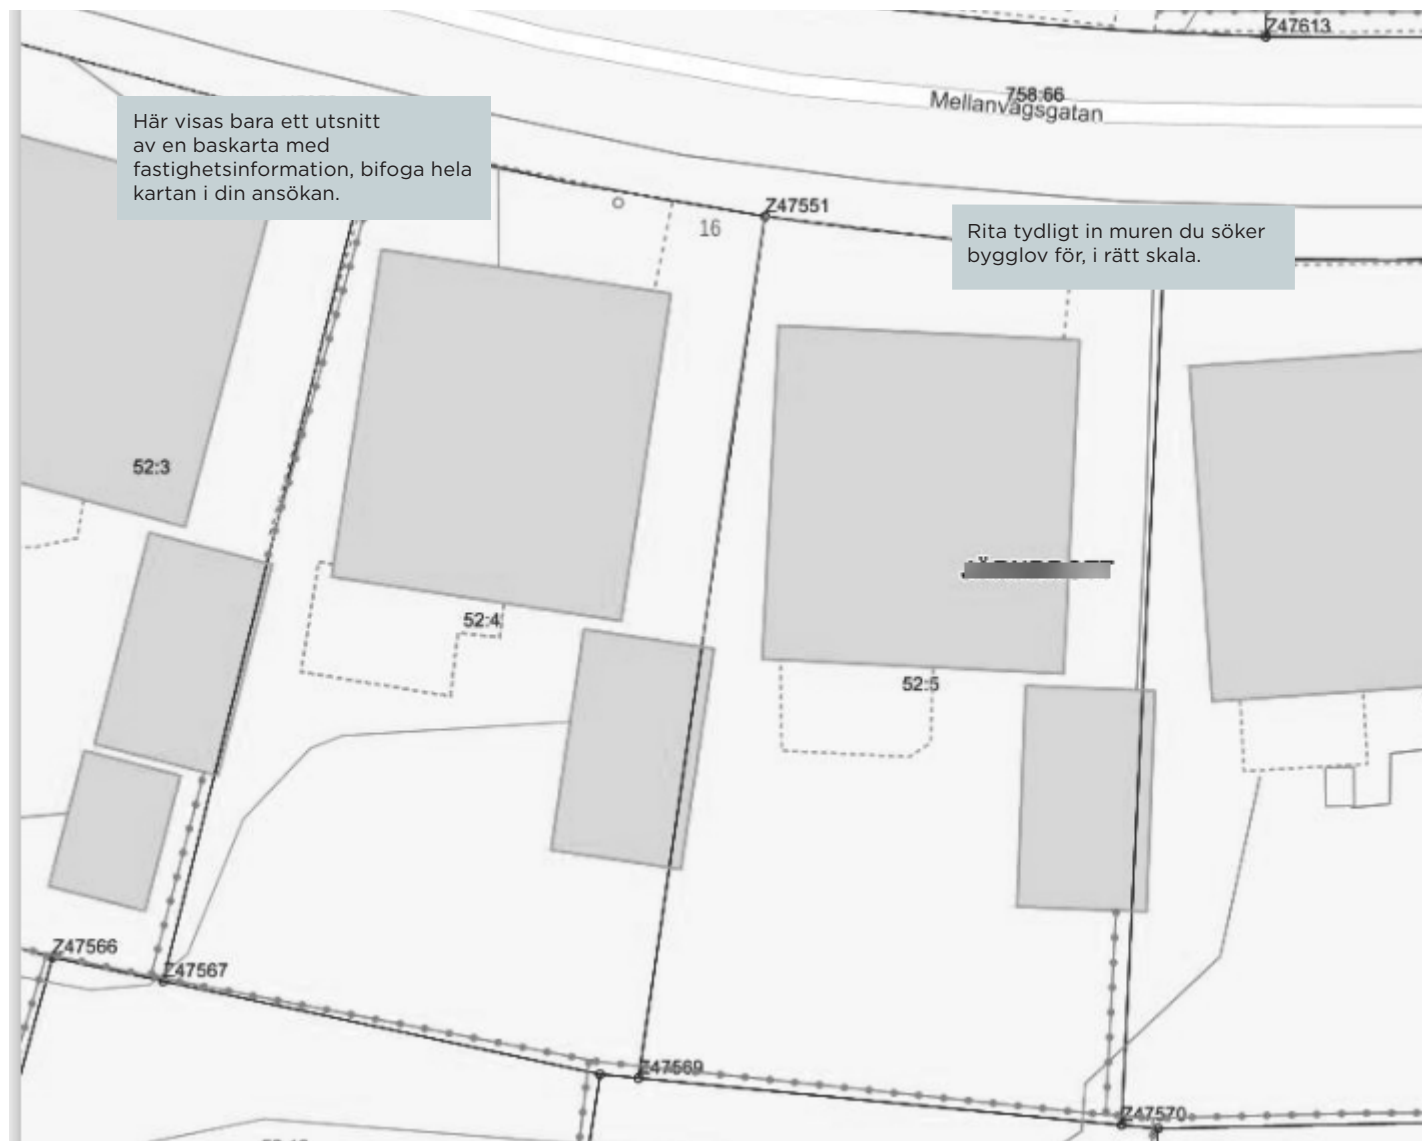 Z47613
758:66
Mellanvägsgatan
Här visas bara ett utsnitt
av en baskarta med
fastighetsinformation, bifoga hela
kartan i din ansökan.
Z47551
16
Rita tydligt in muren du söker
bygglov för, i rätt skala.
52:3
52:4
52:5
Z47566
Z47567
Z47569
Z47570